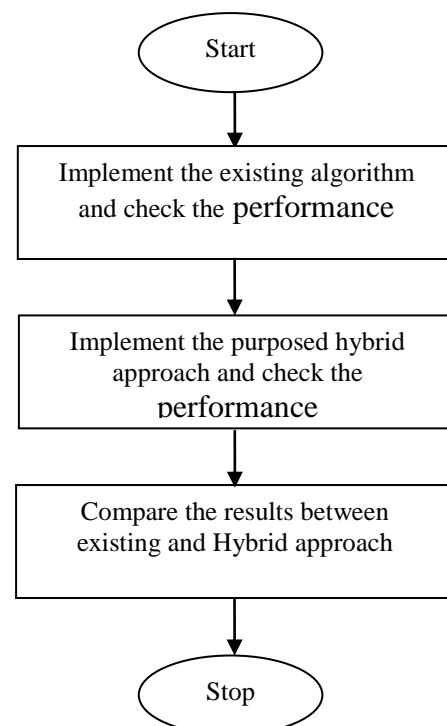 Start
Implement the existing algorithm
and check the performance
Implement the purposed hybrid
approach and check the
performance
Compare the results between
existing and Hybrid approach
Stop